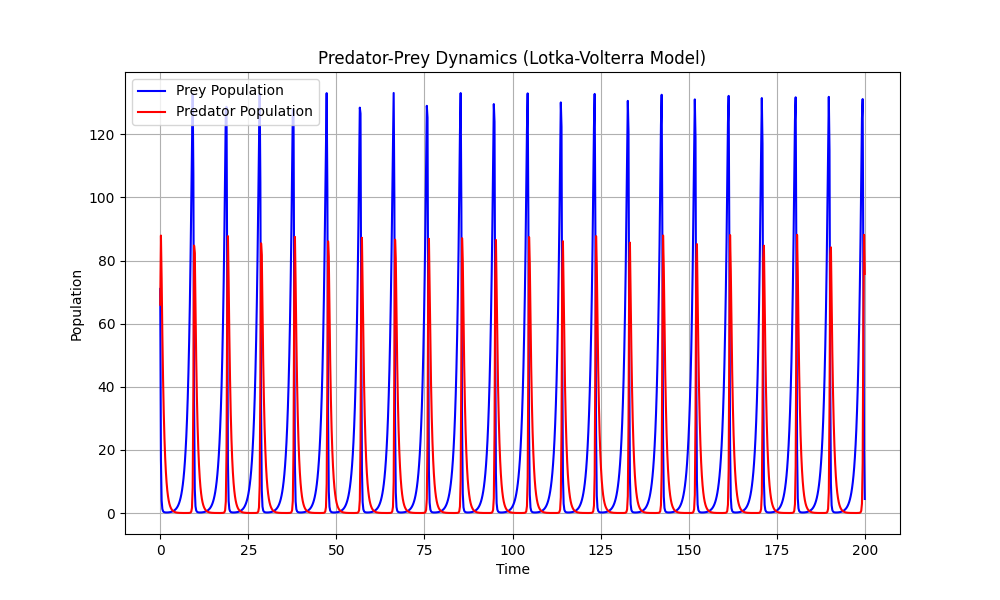 Predator-Prey Dynamics (Lotka-Volterra Model)
Prey Population
Predator Population
120
100
80
60
40
20
0
Population
0 25 50 75 100 125 150 175 200
Time